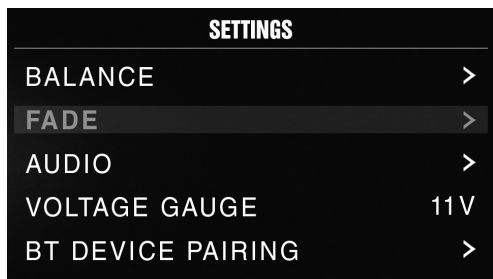 SETTINGS
BALANCE >
FADE >
AUDIO >
VOLTAGE GAUGE 11V
BT DEVICE PAIRING >